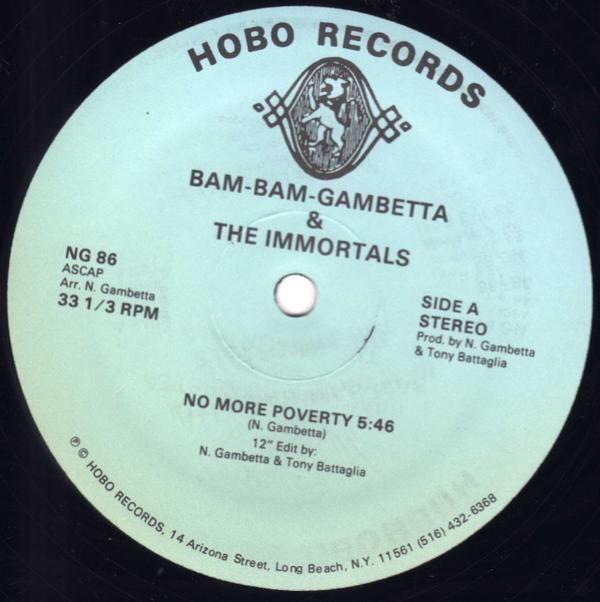 HOBO RECORDS
BAM-BAM-GAMBETTA
&
THE IMMORTALS
NG 86
ASCAP
Arr. N. Gambetta
33 1/3 RPM
SIDE A
STEREO
Prod. by N. Gambetta
& Tony Battaglia
NO MORE POVERTY 5:46
(N. Gambetta)
12" Edit by:
N. Gambetta & Tony Battaglia
℗ © HOBO RECORDS, 14 Arizona Street, Long Beach, N.Y. 11561 (516) 432-6368